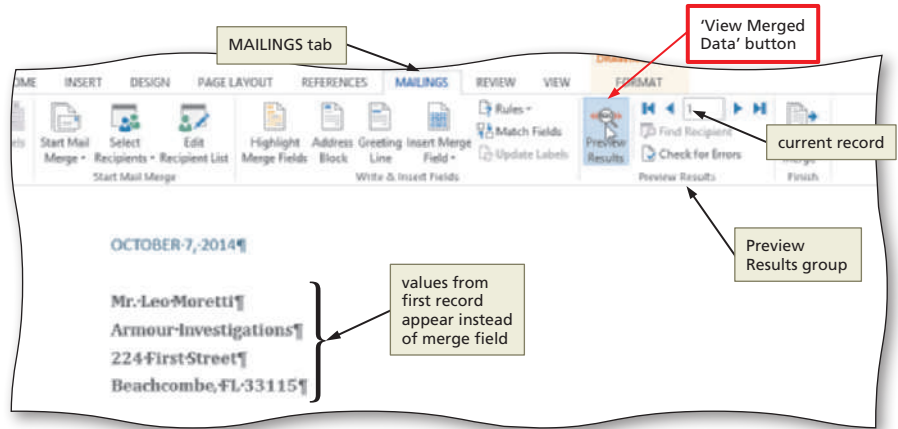 'View Merged
Data' button
MAILINGS tab
INSERT DESIGN PAGE LAYOUT REFERENCES MAILINGS REVIEW VIEW FORMAT
Start Mail
Merge
Select
Recipients
Edit
Recipient List
Start Mail Merge
Highlight
Merge Fields
Address
Block
Greeting
Line
Insert Merge
Field
Rules
Match Fields
Update Labels
Write & Insert Fields
Preview
Results
1
Find Recipient
Check for Errors
Preview Results
Merge
Finish
current record
Preview
Results group
OCTOBER·7,·2014¶
Mr.·Leo·Moretti¶
Armour·Investigations¶
224·First·Street¶
Beachcombe,·FL·33115¶
values from
first record
appear instead
of merge field